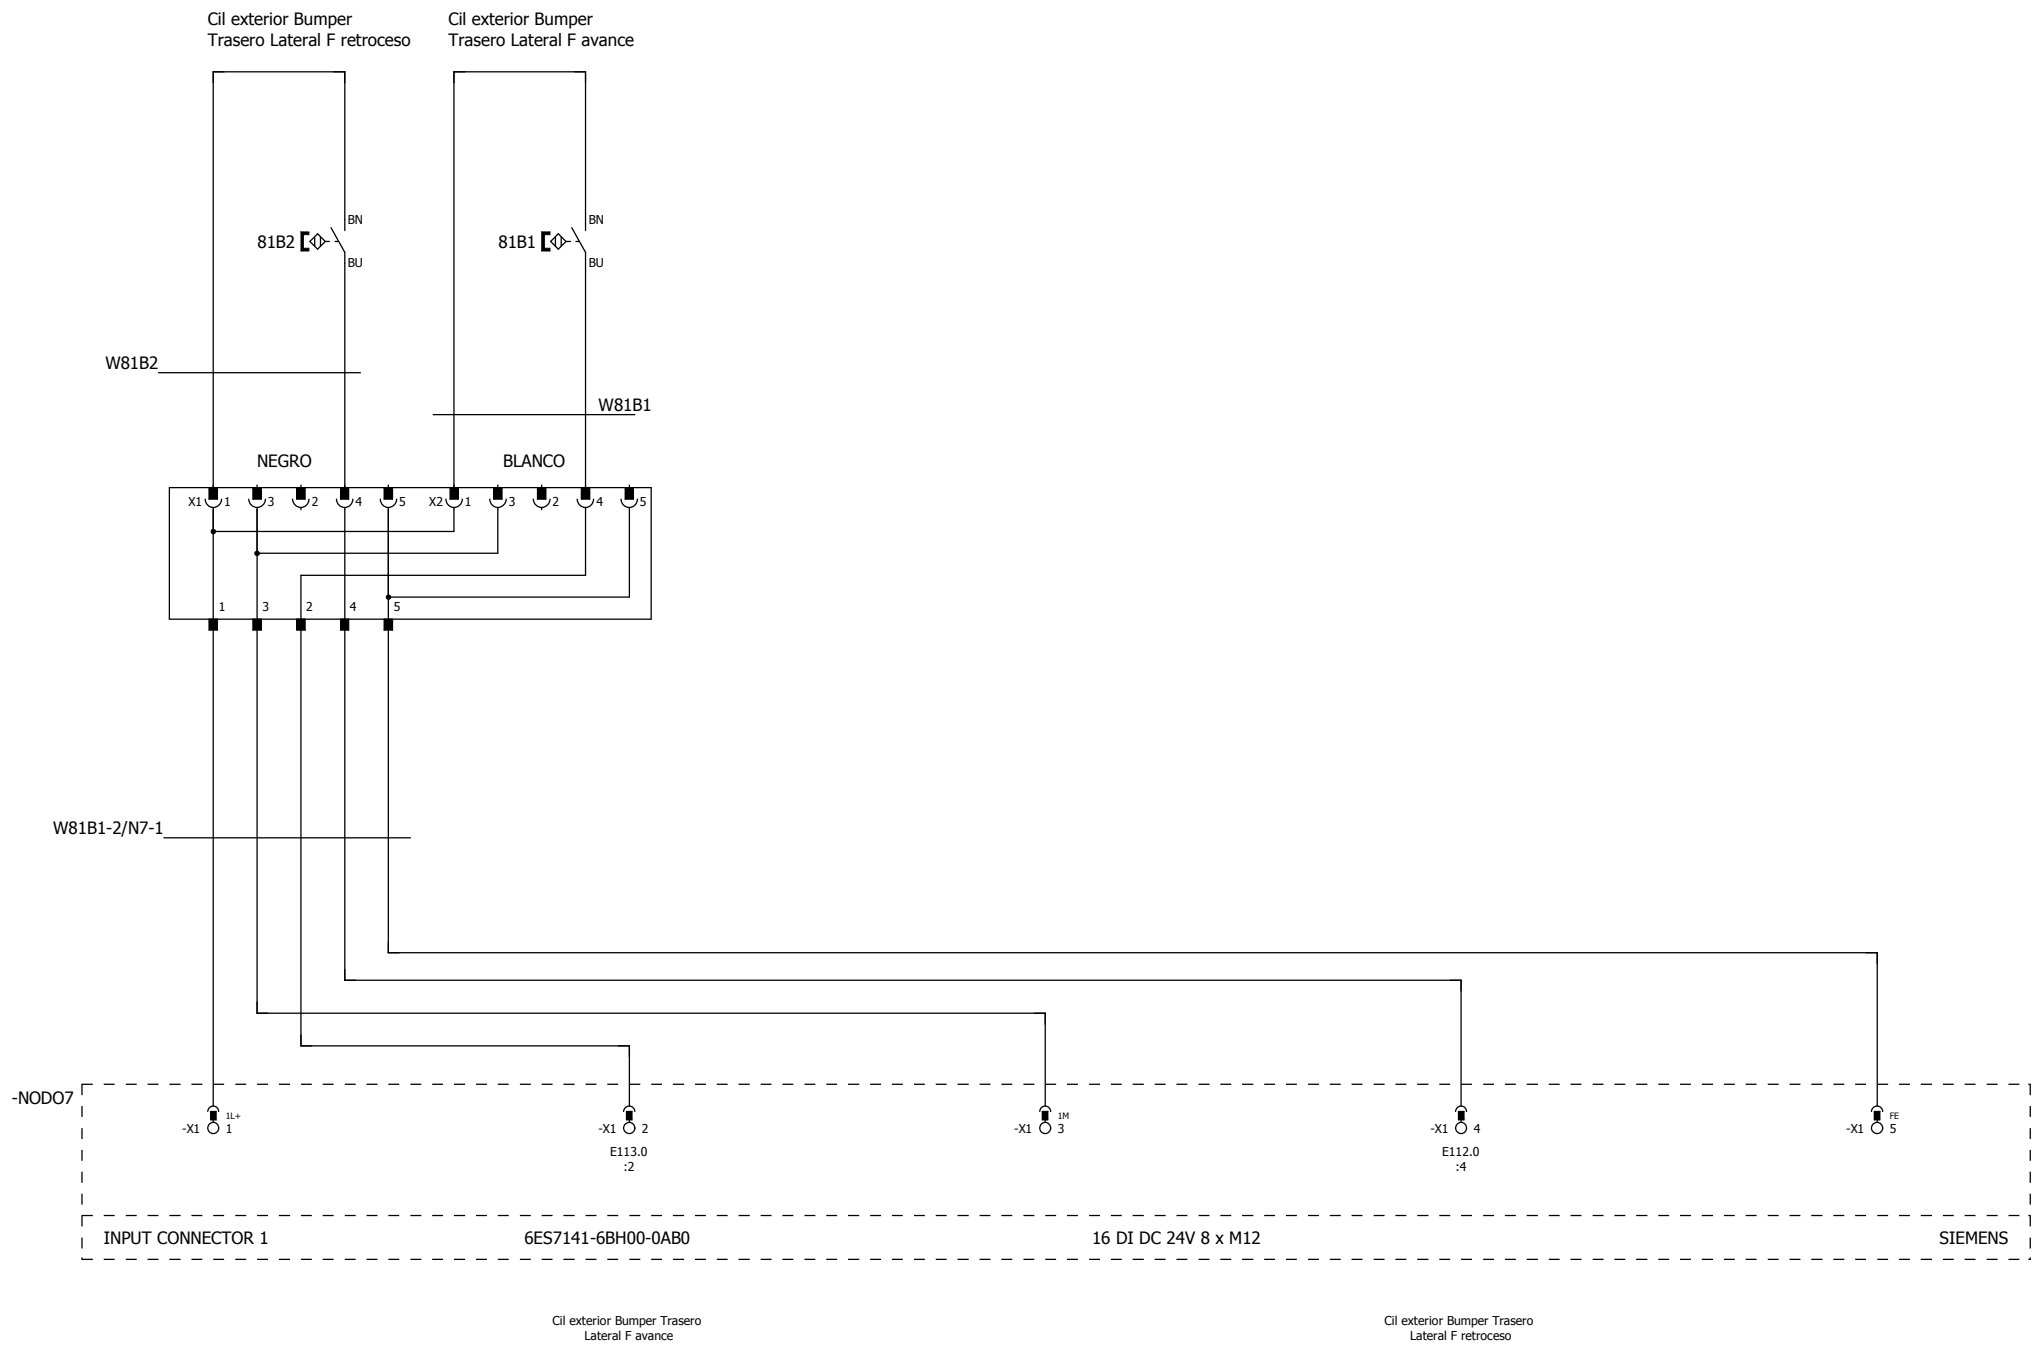 Cil exterior Bumper
Trasero Lateral F retroceso
Cil exterior Bumper
Trasero Lateral F avance
BN
81B2
BU
BN
81B1
BU
W81B2
W81B1
NEGRO
BLANCO
X1 1 3 2 4 5 X2 1 3 2 4 5
1 3 2 4 5
W81B1-2/N7-1
-NODO7
1L+
-X1 1
-X1 2
E113.0
:2
1M
-X1 3
-X1 4
E112.0
:4
FE
-X1 5
INPUT CONNECTOR 1
6ES7141-6BH00-0AB0
16 DI DC 24V 8 x M12
SIEMENS
Cil exterior Bumper Trasero
Lateral F avance
Cil exterior Bumper Trasero
Lateral F retroceso